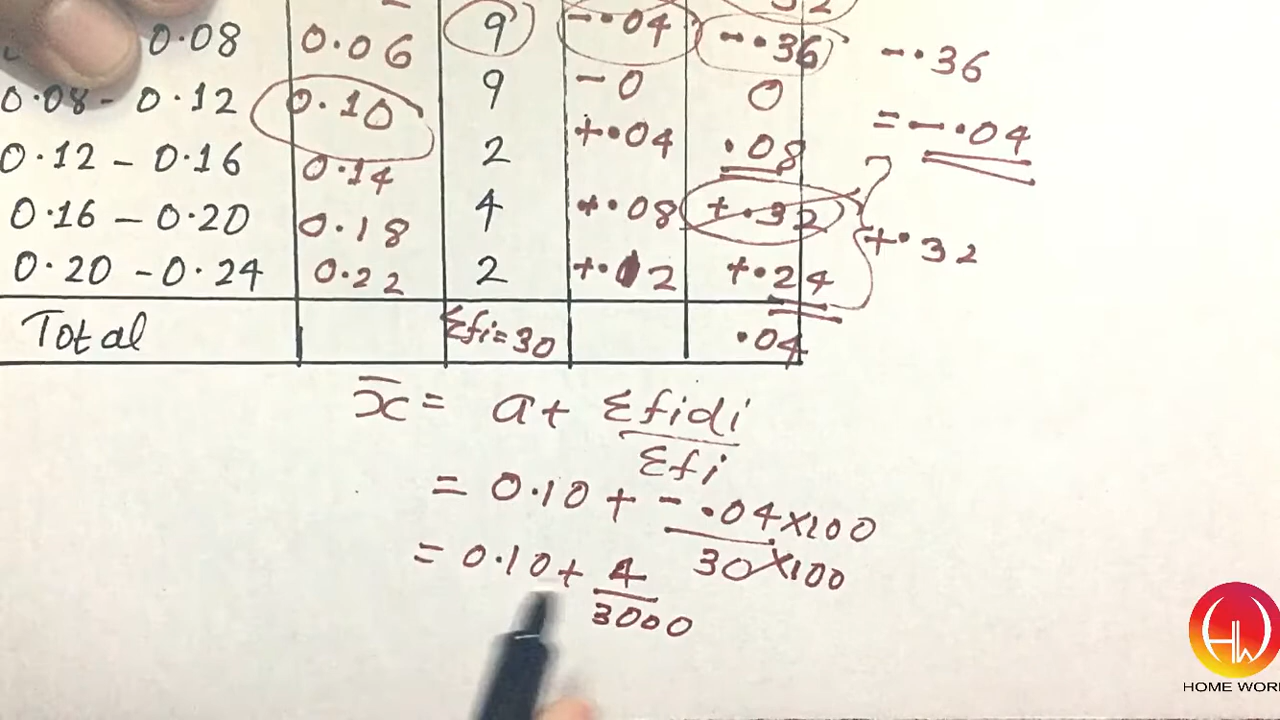 32
0.08 0.06 9 -.04 -.36 -.36
0.08 - 0.12 0.10 9 - 0 0
= -.04
0.12 - 0.16 0.14 2 +.04 .08
0.16 - 0.20 0.18 4 +.08 +.32
+.32
0.20 - 0.24 0.22 2 +.12 +.24
Total Σfi = 30 .04
x̄ = a + Σfidi / Σfi
= 0.10 + - .04×100 / 30×100
= 0.10 + 4 / 3000
HW
HOME WOR